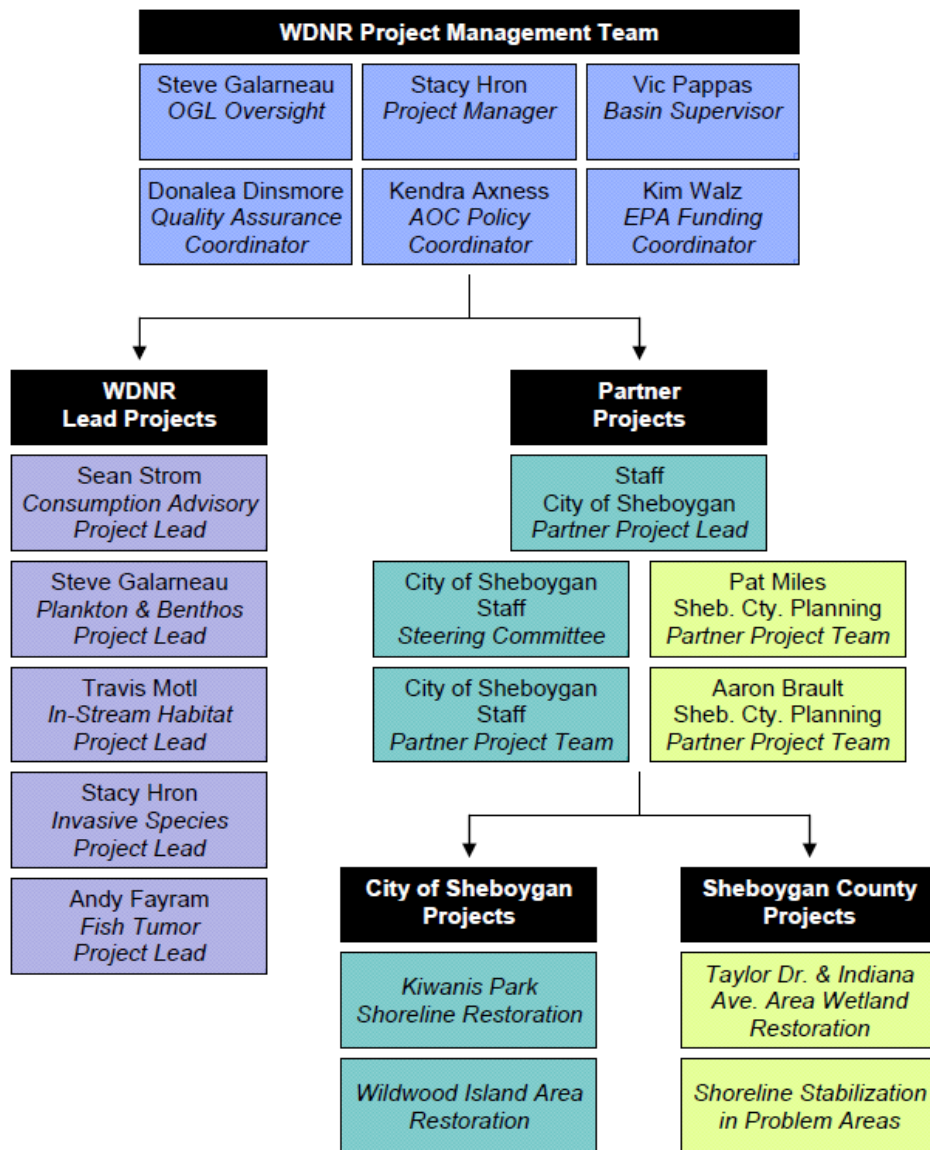 WDNR Project Management Team
Steve Galarneau
OGL Oversight
Stacy Hron
Project Manager
Vic Pappas
Basin Supervisor
Donalea Dinsmore
Quality Assurance
Coordinator
Kendra Axness
AOC Policy
Coordinator
Kim Walz
EPA Funding
Coordinator
WDNR
Lead Projects
Sean Strom
Consumption Advisory
Project Lead
Steve Galarneau
Plankton & Benthos
Project Lead
Travis Motl
In-Stream Habitat
Project Lead
Stacy Hron
Invasive Species
Project Lead
Andy Fayram
Fish Tumor
Project Lead
Partner
Projects
Staff
City of Sheboygan
Partner Project Lead
City of Sheboygan
Staff
Steering Committee
Pat Miles
Sheb. Cty. Planning
Partner Project Team
City of Sheboygan
Staff
Partner Project Team
Aaron Brault
Sheb. Cty. Planning
Partner Project Team
City of Sheboygan
Projects
Kiwanis Park
Shoreline Restoration
Wildwood Island Area
Restoration
Sheboygan County
Projects
Taylor Dr. & Indiana
Ave. Area Wetland
Restoration
Shoreline Stabilization
in Problem Areas